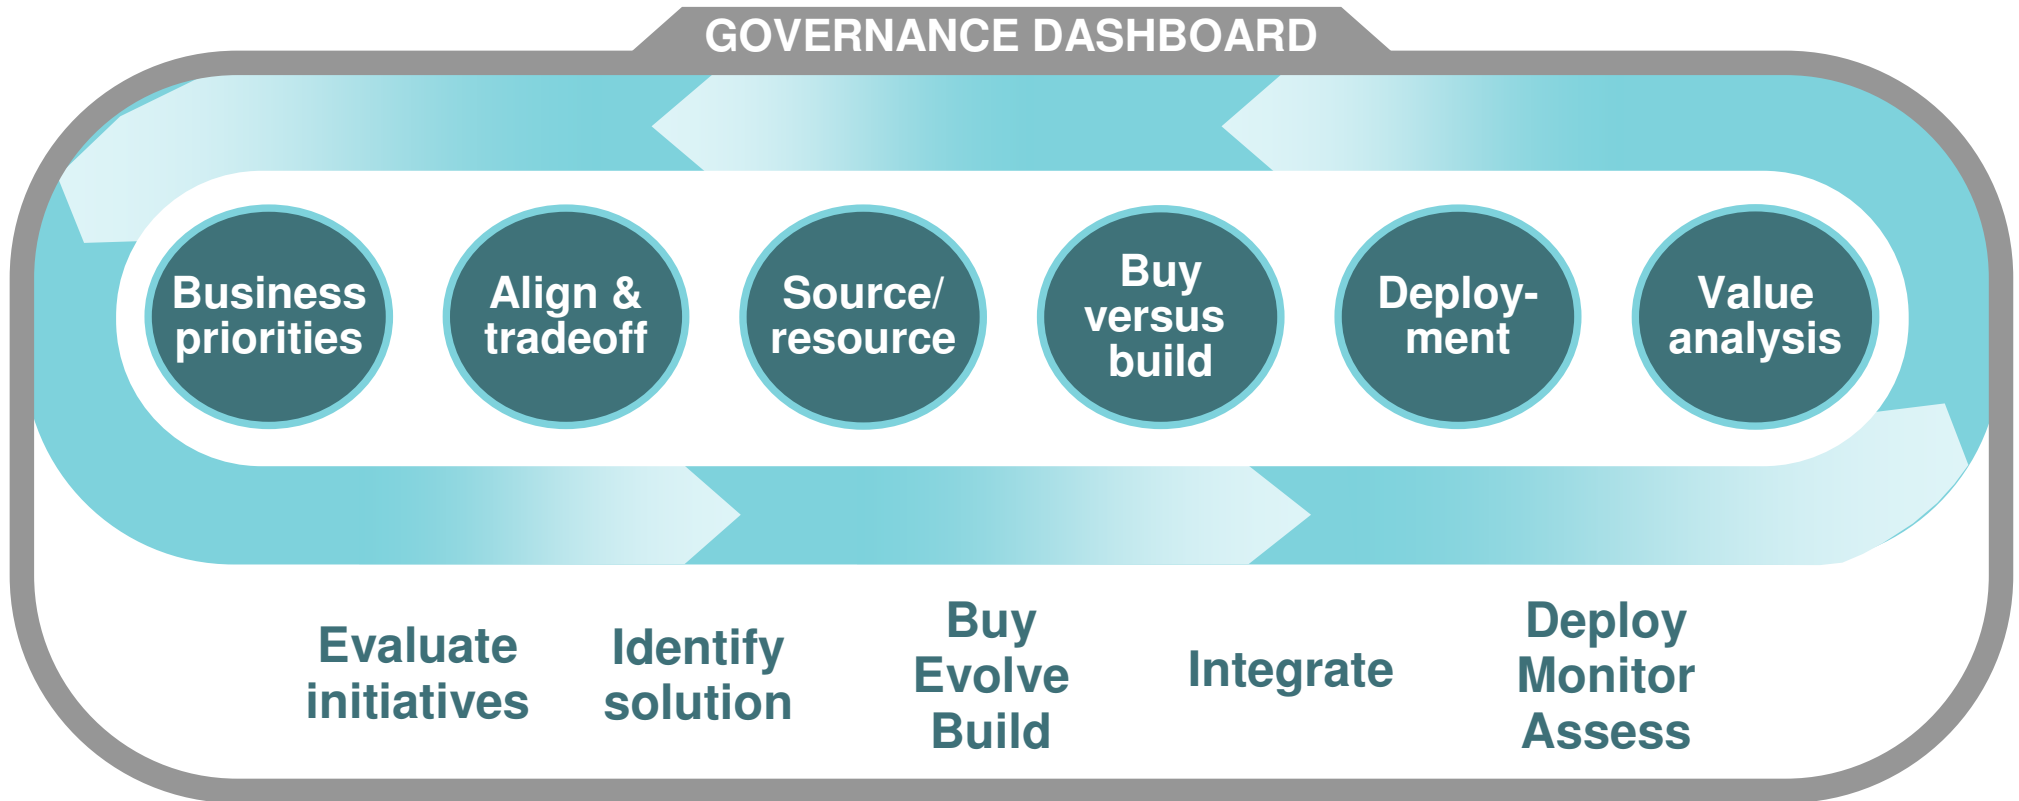 GOVERNANCE DASHBOARD
Business
priorities
Align &
tradeoff
Source/
resource
Buy
versus
build
Deploy-
ment
Value
analysis
Evaluate
initiatives
Identify
solution
Buy
Evolve
Build
Integrate
Deploy
Monitor
Assess